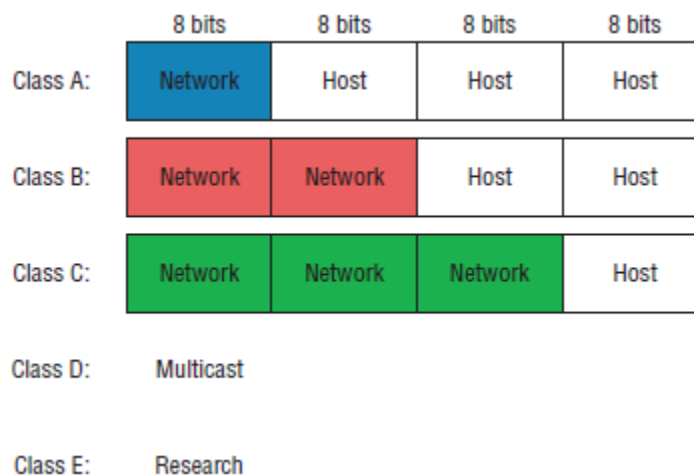 8 bits 8 bits 8 bits 8 bits
Class A: Network Host Host Host
Class B: Network Network Host Host
Class C: Network Network Network Host
Class D: Multicast
Class E: Research